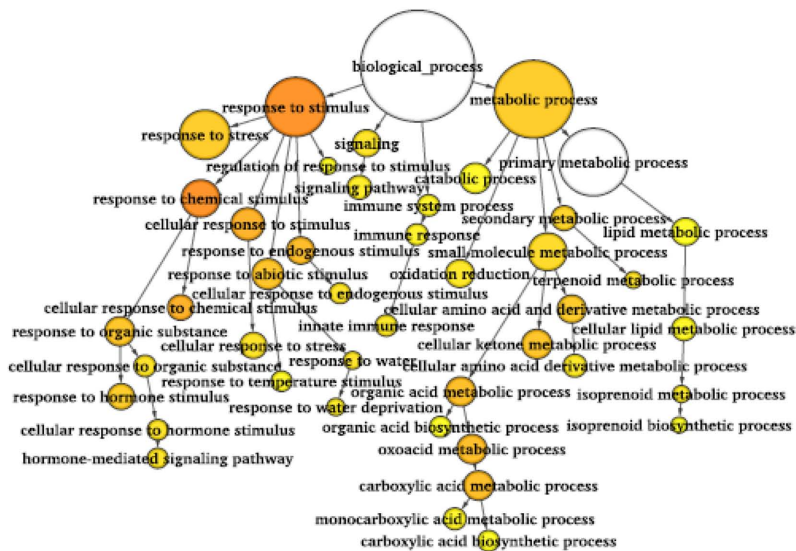 biological_process
response to stimulus
metabolic process
response to stress
signaling
regulation of response to stimulus
primary metabolic process
catabolic process
signaling pathway
response to chemical stimulus
immune system process
cellular response to stimulus
secondary metabolic process
immune response
lipid metabolic process
response to endogenous stimulus
small molecule metabolic process
response to abiotic stimulus
oxidation reduction
terpenoid metabolic process
cellular response to endogenous stimulus
cellular response to chemical stimulus
cellular amino acid and derivative metabolic process
response to organic substance
innate immune response
cellular lipid metabolic process
cellular response to stress
cellular ketone metabolic process
response to water
cellular response to organic substance
cellular amino acid derivative metabolic process
response to temperature stimulus
response to hormone stimulus
organic acid metabolic process
isoprenoid metabolic process
response to water deprivation
organic acid biosynthetic process
isoprenoid biosynthetic process
cellular response to hormone stimulus
oxoacid metabolic process
hormone-mediated signaling pathway
carboxylic acid metabolic process
monocarboxylic acid metabolic process
carboxylic acid biosynthetic process